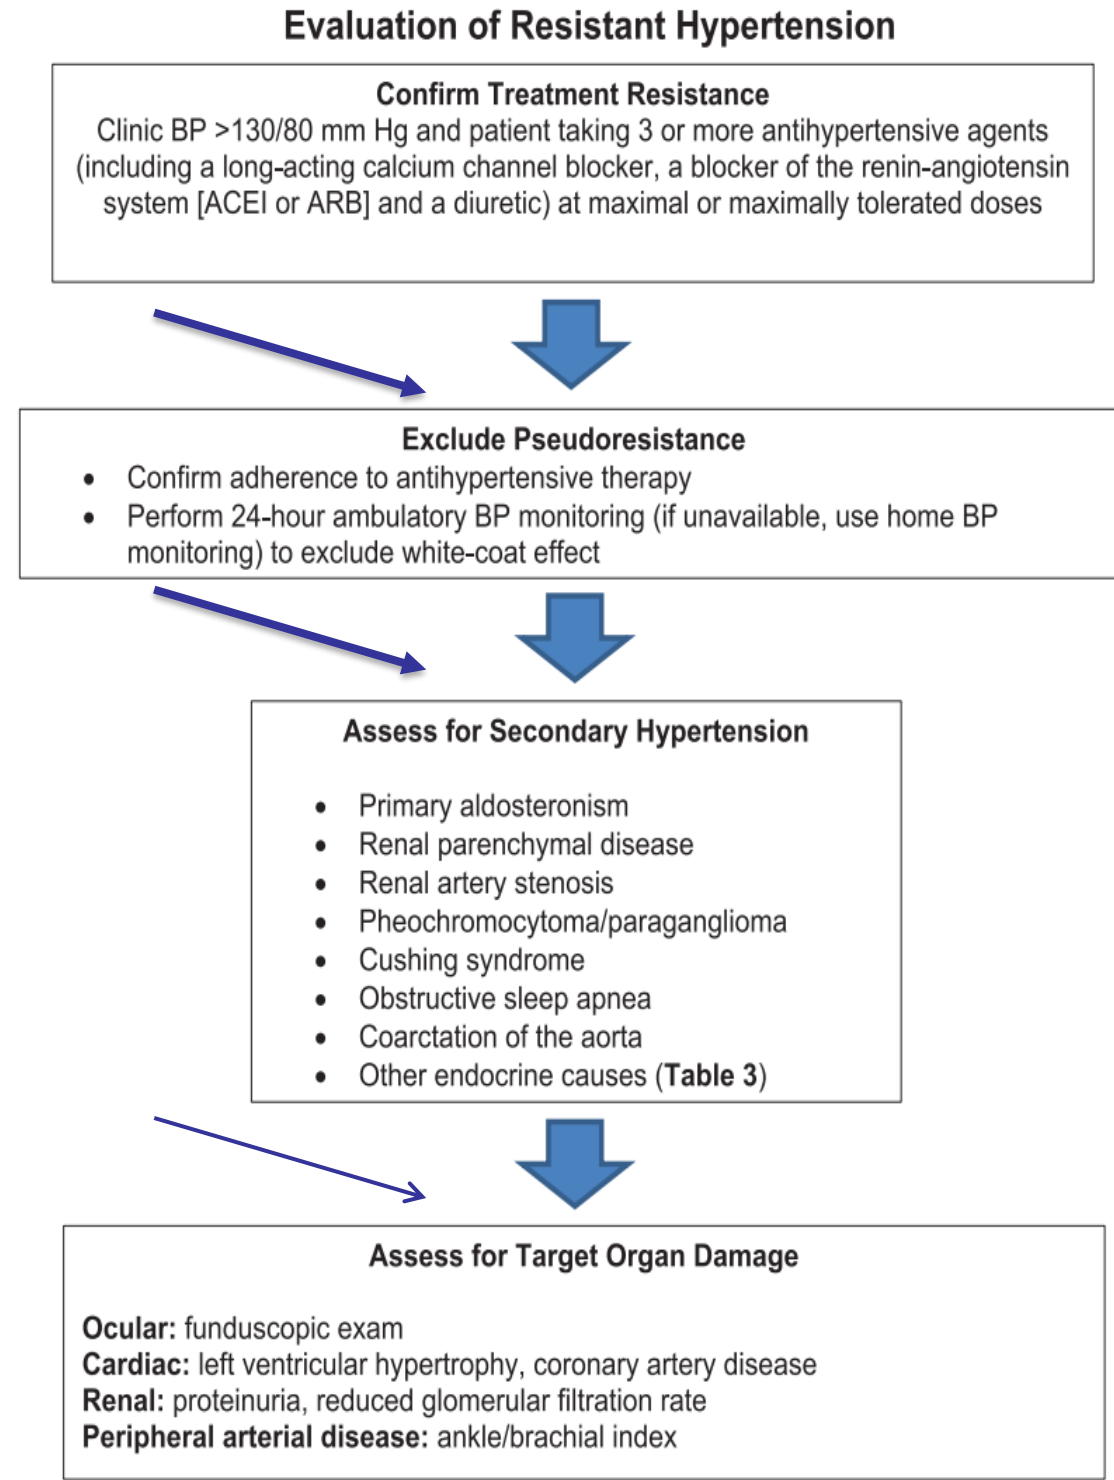 Evaluation of Resistant Hypertension
Confirm Treatment Resistance
Clinic BP >130/80 mm Hg and patient taking 3 or more antihypertensive agents
(including a long-acting calcium channel blocker, a blocker of the renin-angiotensin
system [ACEI or ARB] and a diuretic) at maximal or maximally tolerated doses
Exclude Pseudoresistance
• Confirm adherence to antihypertensive therapy
• Perform 24-hour ambulatory BP monitoring (if unavailable, use home BP
monitoring) to exclude white-coat effect
Assess for Secondary Hypertension
• Primary aldosteronism
• Renal parenchymal disease
• Renal artery stenosis
• Pheochromocytoma/paraganglioma
• Cushing syndrome
• Obstructive sleep apnea
• Coarctation of the aorta
• Other endocrine causes (Table 3)
Assess for Target Organ Damage
Ocular: funduscopic exam
Cardiac: left ventricular hypertrophy, coronary artery disease
Renal: proteinuria, reduced glomerular filtration rate
Peripheral arterial disease: ankle/brachial index